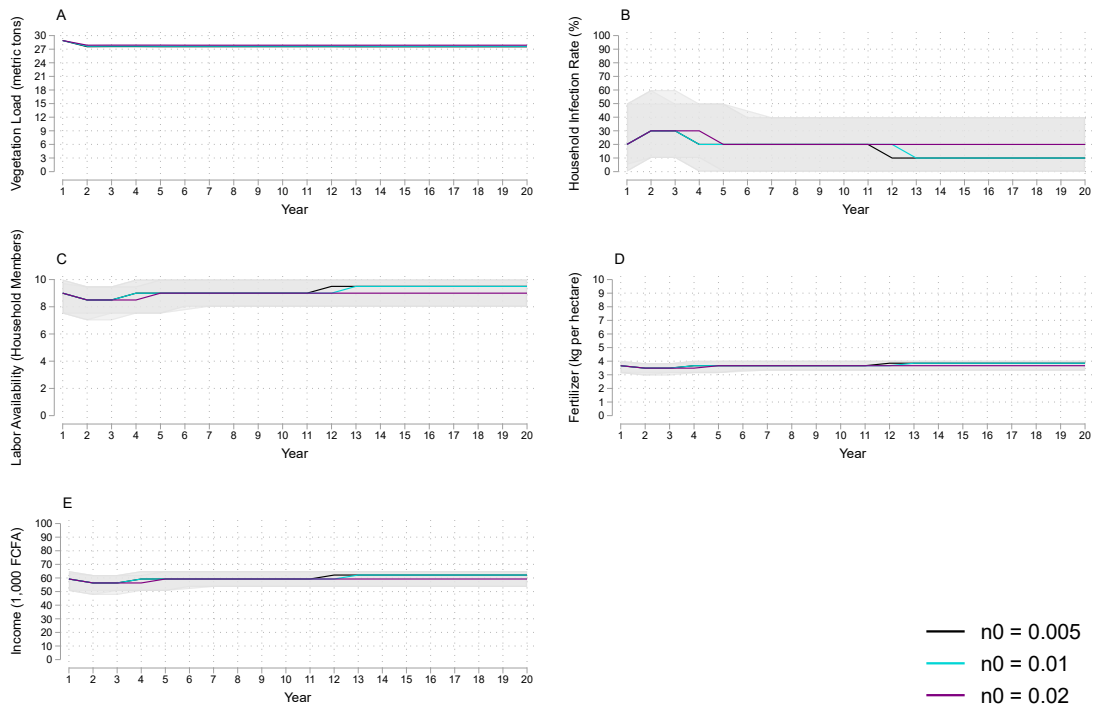 A
Vegetation Load (metric tons)
30
27
24
21
18
15
12
9
6
3
0
1 2 3 4 5 6 7 8 9 10 11 12 13 14 15 16 17 18 19 20
Year
B
Household Infection Rate (%)
100
90
80
70
60
50
40
30
20
10
0
1 2 3 4 5 6 7 8 9 10 11 12 13 14 15 16 17 18 19 20
Year
C
Labor Availability (Household Members)
10
8
6
4
2
0
1 2 3 4 5 6 7 8 9 10 11 12 13 14 15 16 17 18 19 20
Year
D
Fertilizer (kg per hectare)
10
9
8
7
6
5
4
3
2
1
0
1 2 3 4 5 6 7 8 9 10 11 12 13 14 15 16 17 18 19 20
Year
E
Income (1,000 FCFA)
100
90
80
70
60
50
40
30
20
10
0
1 2 3 4 5 6 7 8 9 10 11 12 13 14 15 16 17 18 19 20
Year
n0 = 0.005
n0 = 0.01
n0 = 0.02